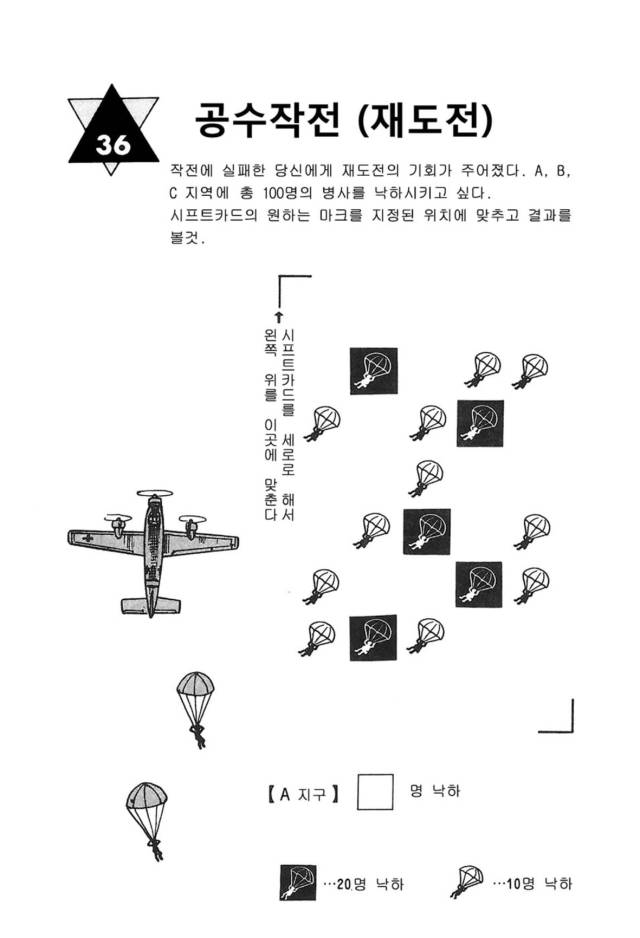 36
공수작전 (재도전)
작전에 실패한 당신에게 재도전의 기회가 주어졌다. A, B,
C 지역에 총 100명의 병사를 낙하시키고 싶다.
시프트카드의 원하는 마크를 지정된 위치에 맞추고 결과를
볼것.
시프트카드를 세로로 해서
왼쪽 위를 이곳에 맞춘다
【A 지구】 명 낙하
…20명 낙하
…10명 낙하